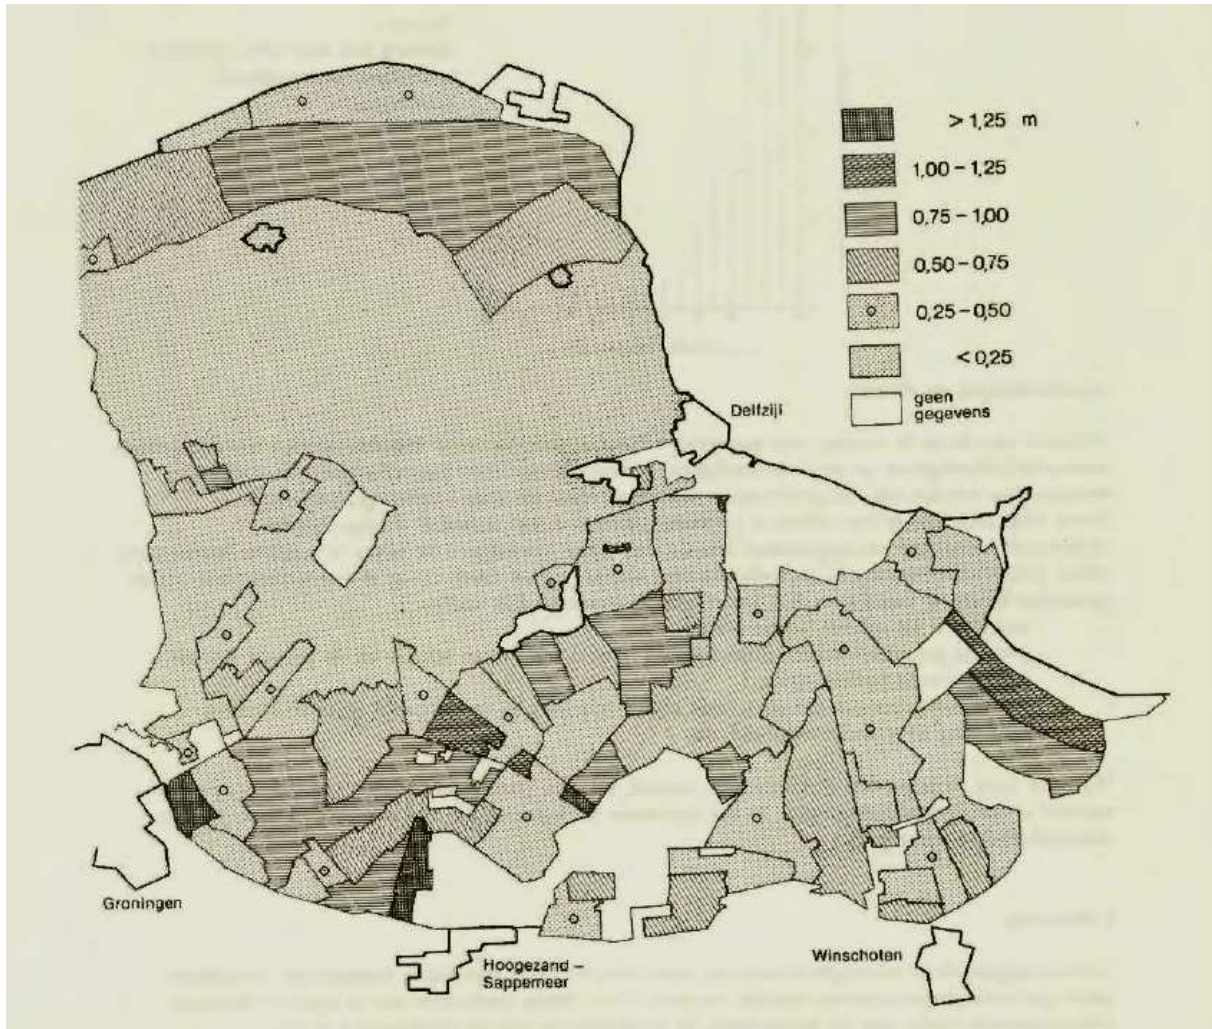 > 1,25 m
1,00 – 1,25
0,75 – 1,00
0,50 – 0,75
0,25 – 0,50
< 0,25
geen
gegevens
Delfzijl
Groningen
Hoogezand –
Sappemeer
Winschoten